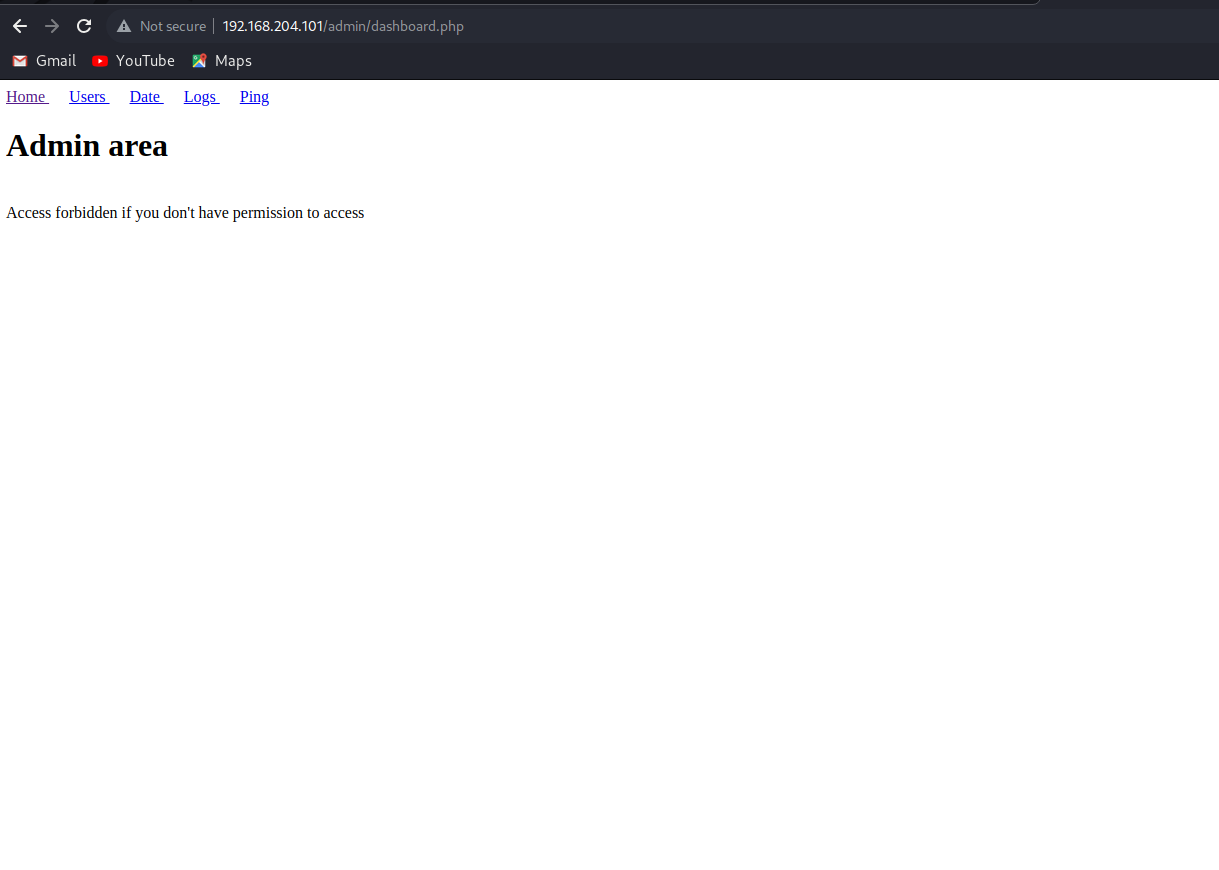 Not secure | 192.168.204.101/admin/dashboard.php
Gmail YouTube Maps
Home Users Date Logs Ping
Admin area
Access forbidden if you don't have permission to access